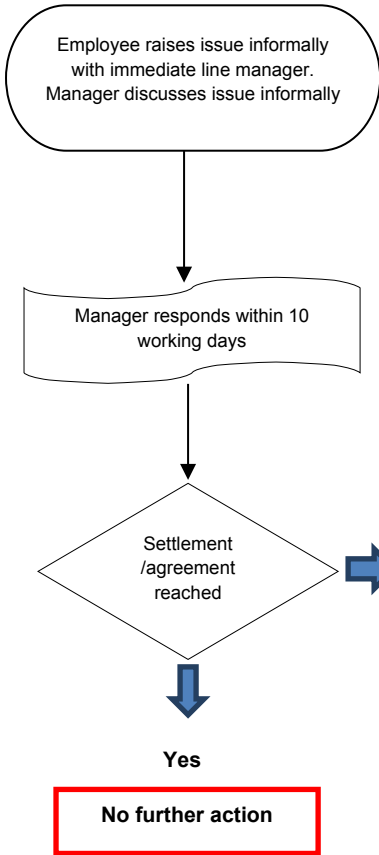 Employee raises issue informally
with immediate line manager.
Manager discusses issue informally
Manager responds within 10
working days
Settlement
/agreement
reached
Yes
No further action